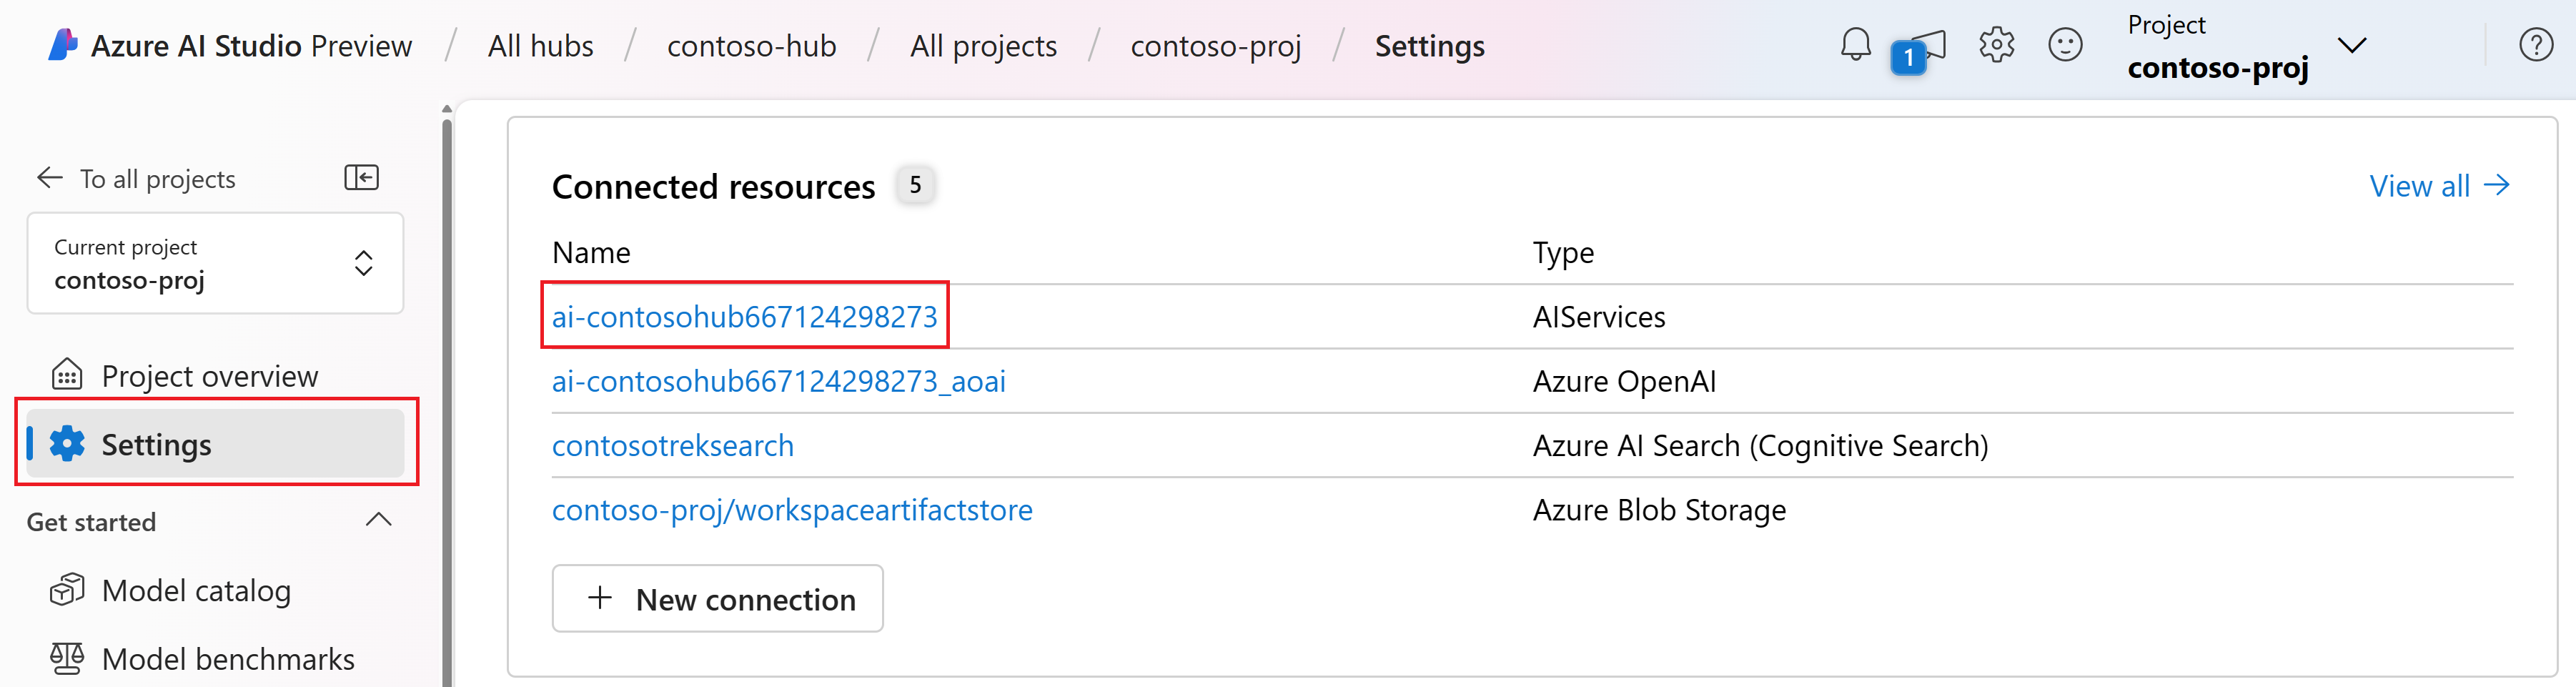 Azure AI Studio Preview / All hubs / contoso-hub / All projects / contoso-proj / Settings
1
Project
contoso-proj
?
To all projects
Current project
contoso-proj
Project overview
Settings
Get started
Model catalog
Model benchmarks
Connected resources 5
View all
Name Type
ai-contosohub667124298273 AIServices
ai-contosohub667124298273_aoai Azure OpenAI
contosotreksearch Azure AI Search (Cognitive Search)
contoso-proj/workspaceartifactstore Azure Blob Storage
+ New connection